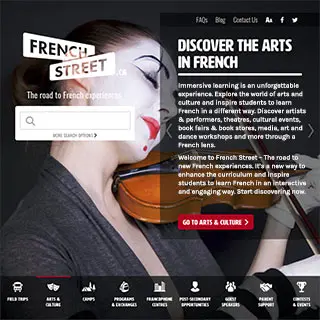 FAQs Blog Contact Us AA f
FRENCH
STREET
.ca
The road to French experiences
MORE SEARCH OPTIONS
DISCOVER THE ARTS
IN FRENCH
Immersive learning is an unforgettable
experience. Explore the world of arts and
culture and inspire students to learn
French in a different way. Discover artists
& performers, theatres, cultural events,
book fairs & book stores, media, art and
dance workshops and more through a
French lens.
Welcome to French Street – The road to
new French experiences. It's a new way to
enhance the curriculum and inspire
students to learn French in an interactive
and engaging way. Start discovering now.
GO TO ARTS & CULTURE >
FIELD TRIPS
ARTS &
CULTURE
CAMPS
PROGRAMS
& EXCHANGES
FRANCOPHONE
CENTRES
POST-SECONDARY
OPPORTUNITIES
GUEST
SPEAKERS
PARENT
SUPPORT
CONTESTS
& EVENTS